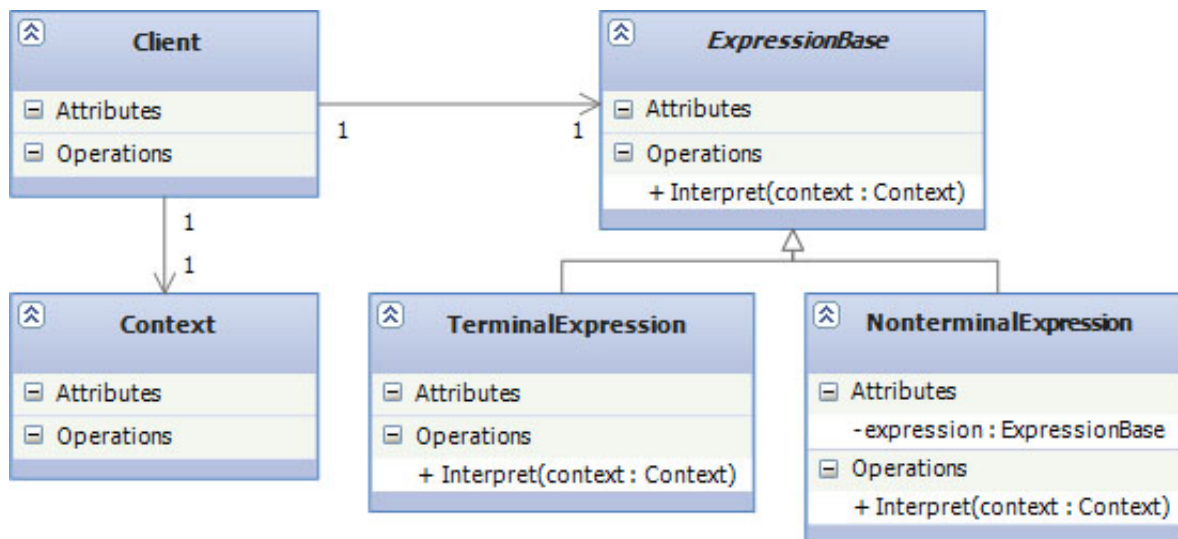 Client
Attributes
Operations
1
1
ExpressionBase
Attributes
Operations
+ Interpret(context : Context)
1
1
Context
Attributes
Operations
TerminalExpression
Attributes
Operations
+ Interpret(context : Context)
NonterminalExpression
Attributes
-expression : ExpressionBase
Operations
+ Interpret(context : Context)